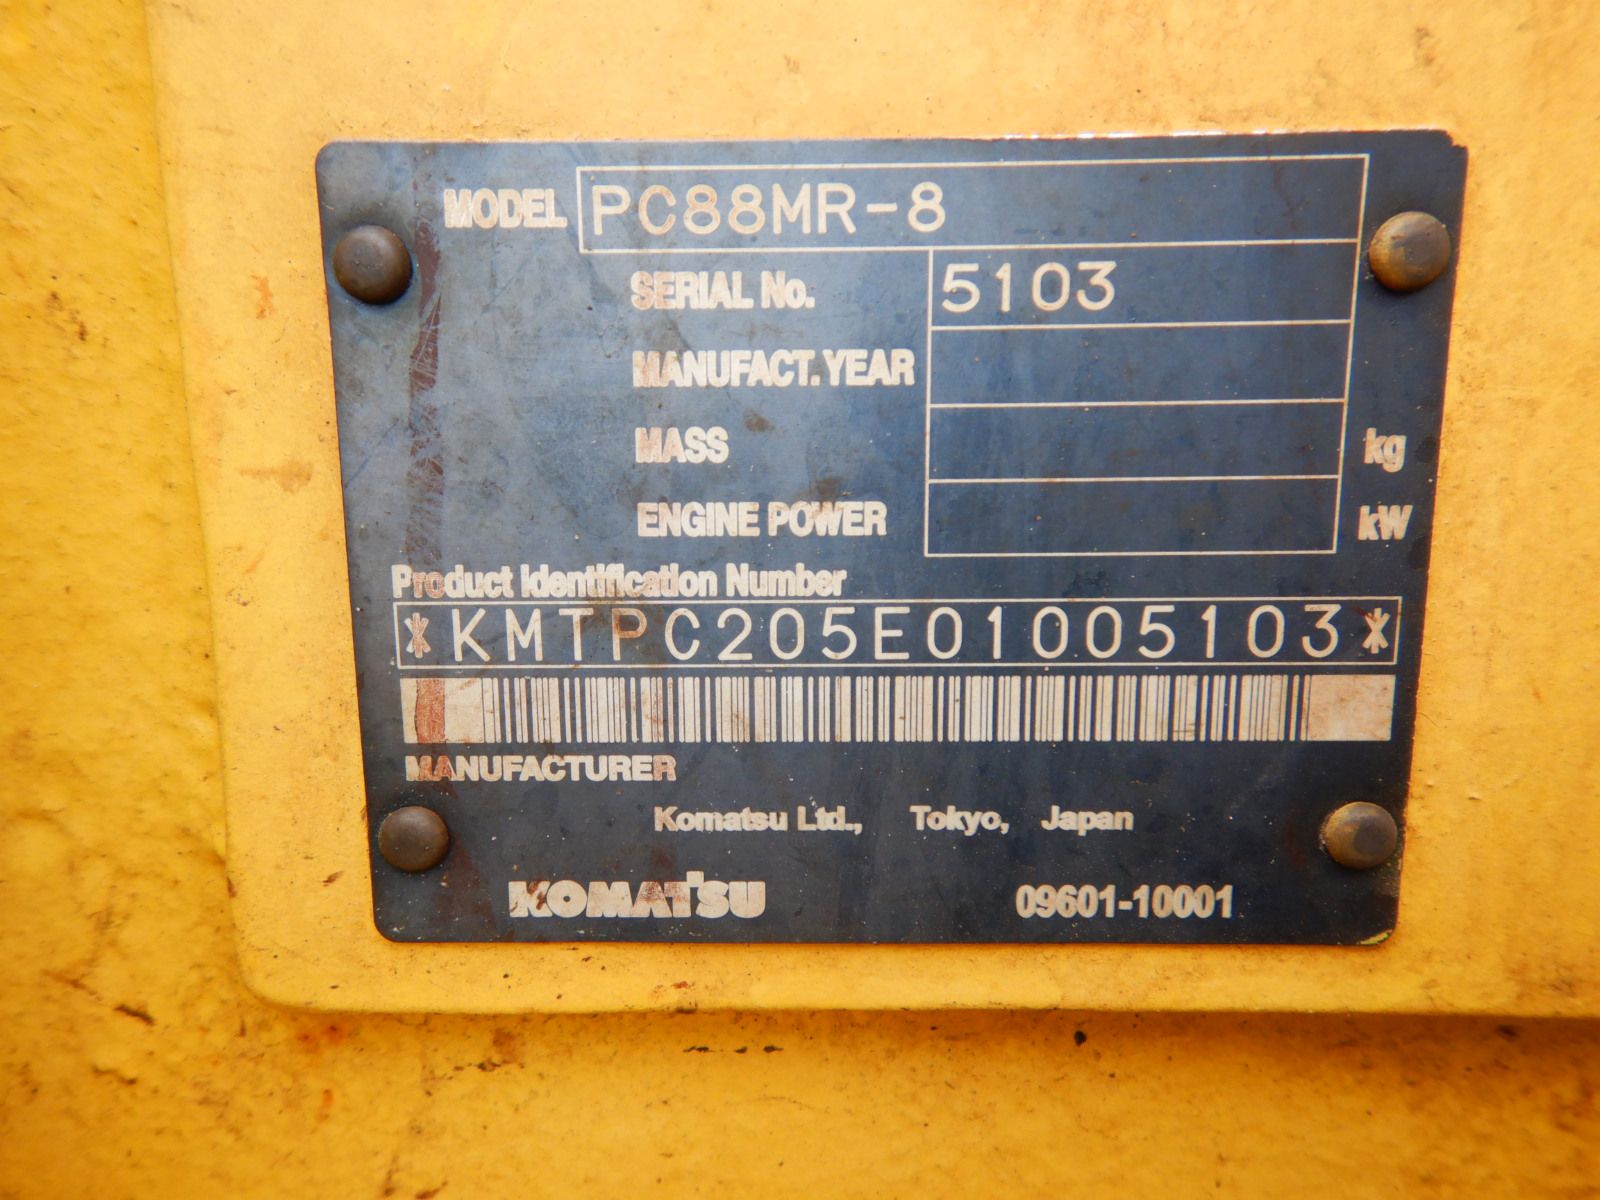 MODEL PC88MR-8
SERIAL No. 5103
MANUFACT.YEAR
MASS kg
ENGINE POWER kW
Product Identification Number
*KMTPC205E01005103*
MANUFACTURER
Komatsu Ltd., Tokyo, Japan
KOMATSU 09601-10001